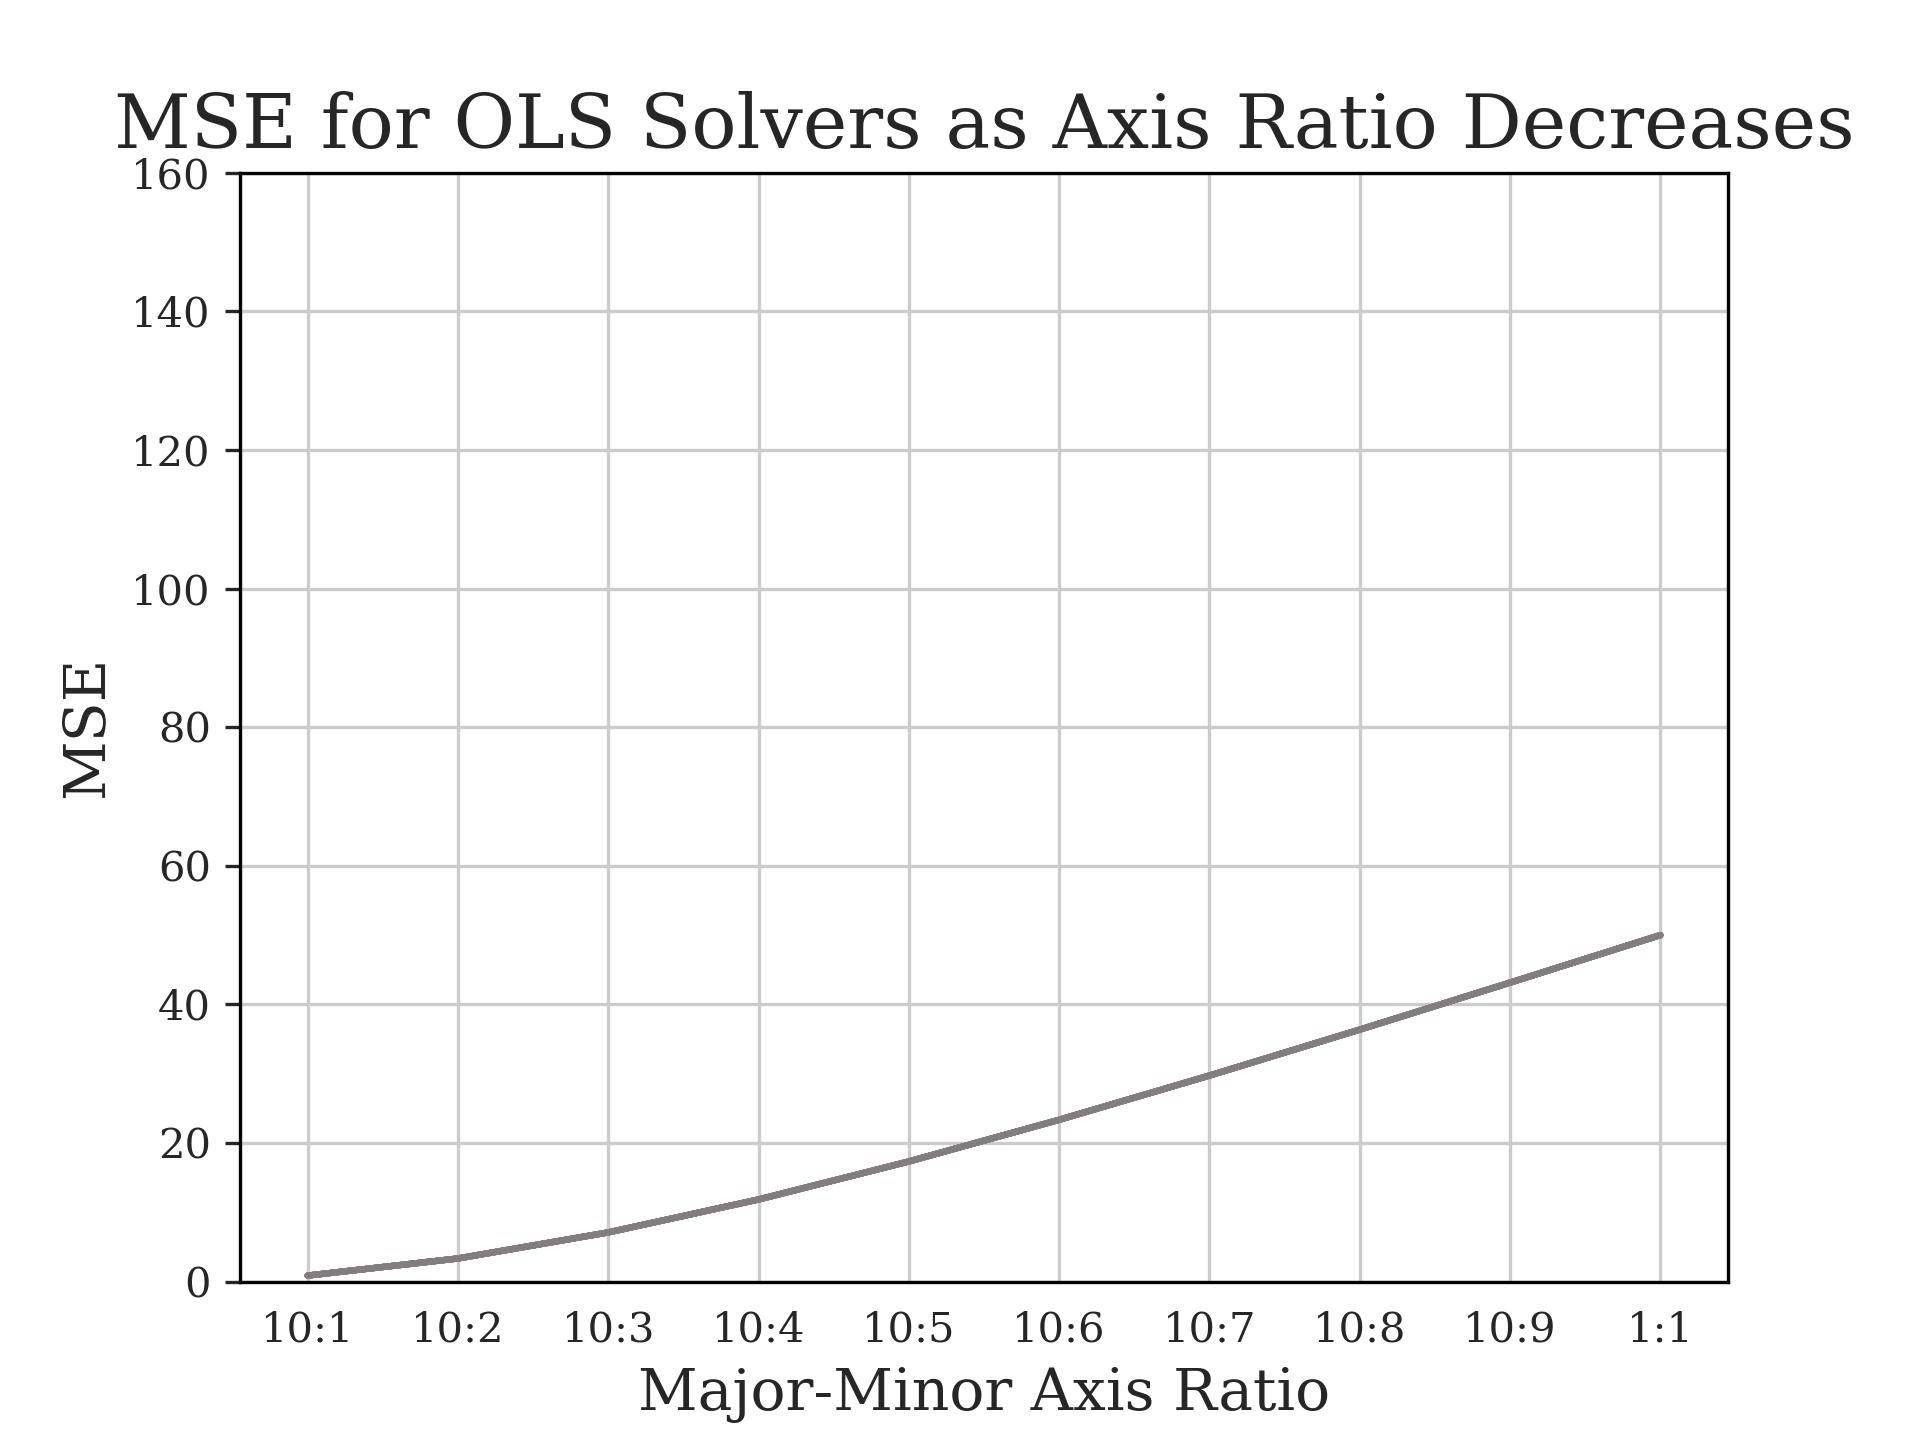 MSE for OLS Solvers as Axis Ratio Decreases
160
140
120
100
80
60
40
20
0
MSE
10:1 10:2 10:3 10:4 10:5 10:6 10:7 10:8 10:9 1:1
Major-Minor Axis Ratio